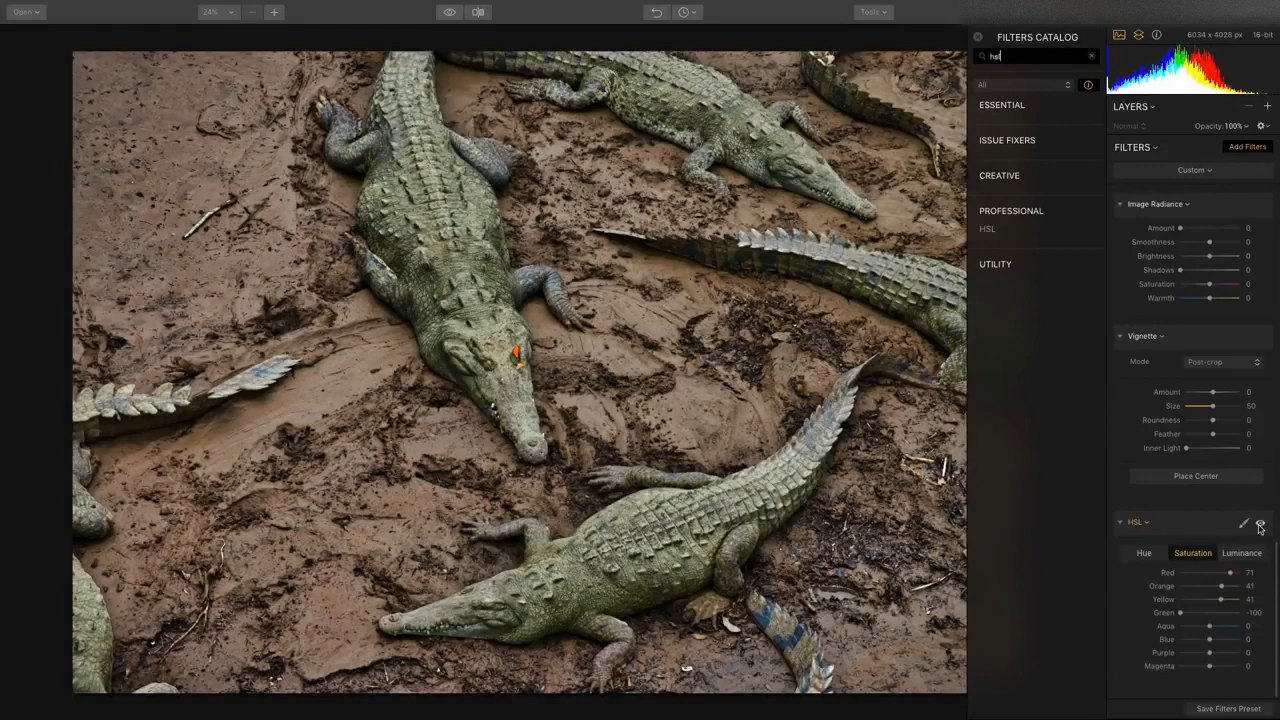 Open
24%
Tools
FILTERS CATALOG
hsl
All
ESSENTIAL
ISSUE FIXERS
CREATIVE
PROFESSIONAL
HSL
UTILITY
6034 x 4028 px 16-bit
LAYERS
Normal Opacity: 100%
FILTERS Add Filters
Custom
Image Radiance
Amount 0
Smoothness 0
Brightness 0
Shadows 0
Saturation 0
Warmth 0
Vignette
Mode Post-crop
Amount 0
Size 50
Roundness 0
Feather 0
Inner Light 0
Place Center
HSL
Hue Saturation Luminance
Red 71
Orange 41
Yellow 41
Green -100
Aqua 0
Blue 0
Purple 0
Magenta 0
Save Filters Preset